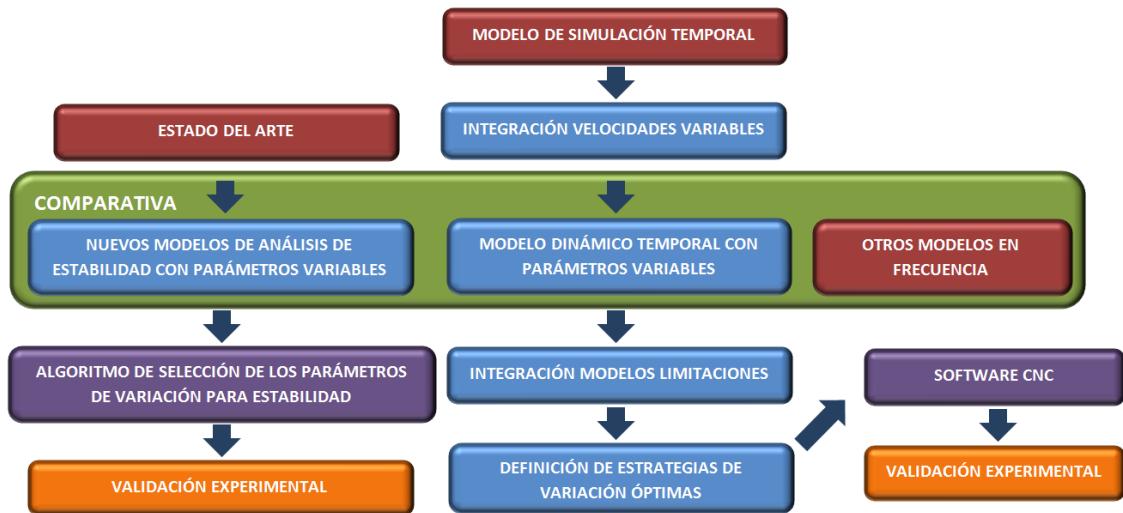 MODELO DE SIMULACIÓN TEMPORAL
ESTADO DEL ARTE
INTEGRACIÓN VELOCIDADES VARIABLES
COMPARATIVA
NUEVOS MODELOS DE ANÁLISIS DE
ESTABILIDAD CON PARÁMETROS VARIABLES
MODELO DINÁMICO TEMPORAL CON
PARÁMETROS VARIABLES
OTROS MODELOS EN
FRECUENCIA
ALGORITMO DE SELECCIÓN DE LOS PARÁMETROS
DE VARIACIÓN PARA ESTABILIDAD
INTEGRACIÓN MODELOS LIMITACIONES
SOFTWARE CNC
VALIDACIÓN EXPERIMENTAL
DEFINICIÓN DE ESTRATEGIAS DE
VARIACIÓN ÓPTIMAS
VALIDACIÓN EXPERIMENTAL